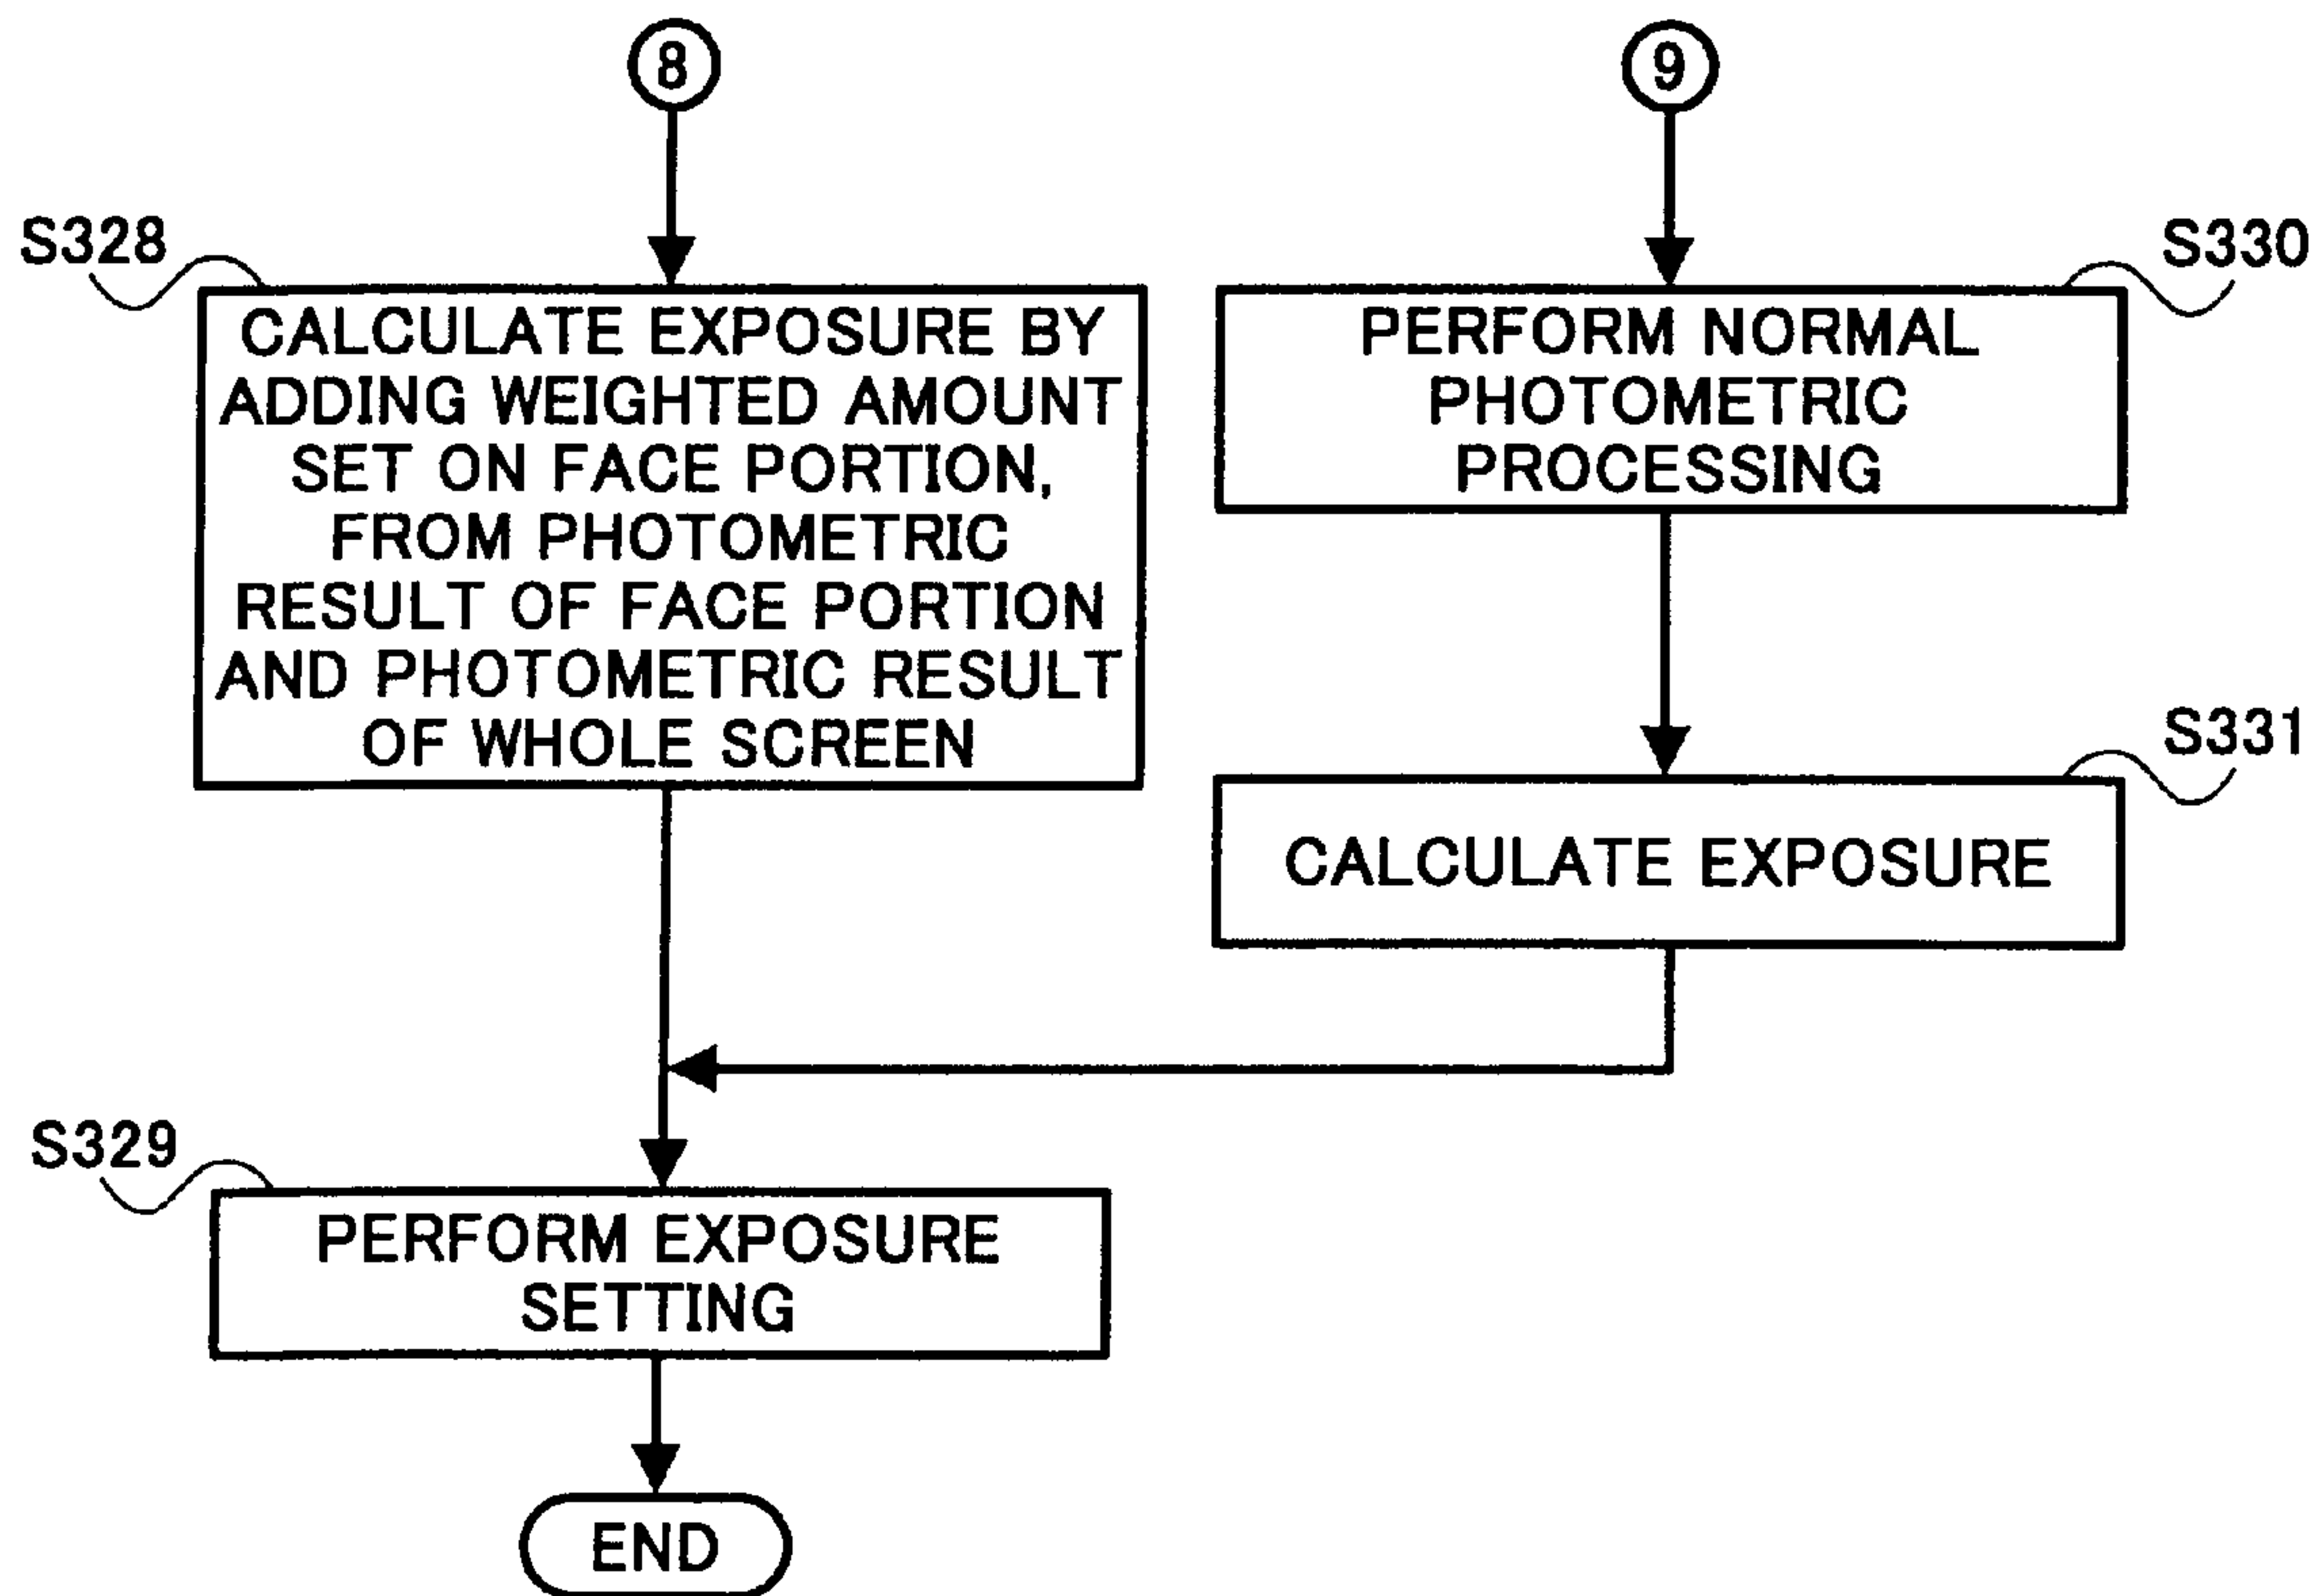 8
S328
CALCULATE EXPOSURE BY
ADDING WEIGHTED AMOUNT
SET ON FACE PORTION,
FROM PHOTOMETRIC
RESULT OF FACE PORTION
AND PHOTOMETRIC RESULT
OF WHOLE SCREEN
9
S330
PERFORM NORMAL
PHOTOMETRIC
PROCESSING
S331
CALCULATE EXPOSURE
S329
PERFORM EXPOSURE
SETTING
END